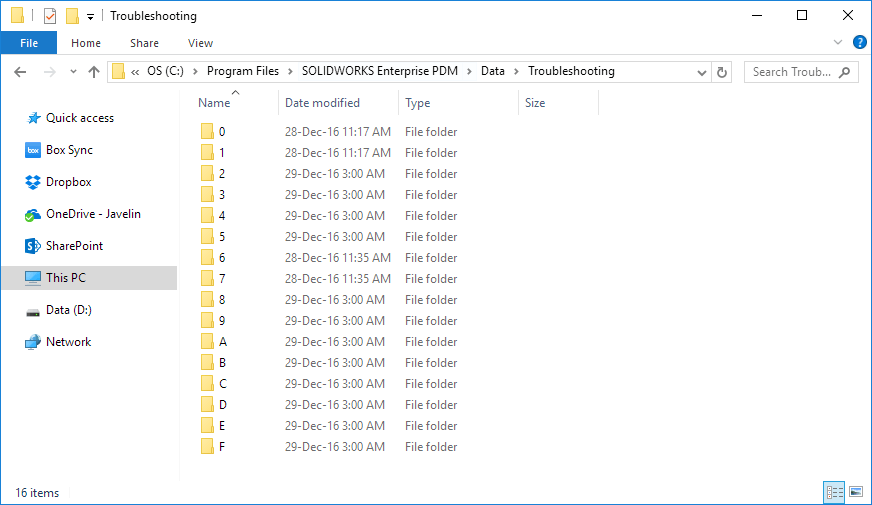 Troubleshooting
File Home Share View
« OS (C:) Program Files SOLIDWORKS Enterprise PDM Data Troubleshooting Search Troub...
Name Date modified Type Size
Quick access
box Box Sync
Dropbox
OneDrive - Javelin
SharePoint
This PC
Data (D:)
Network
0 28-Dec-16 11:17 AM File folder
1 28-Dec-16 11:17 AM File folder
2 29-Dec-16 3:00 AM File folder
3 29-Dec-16 3:00 AM File folder
4 29-Dec-16 3:00 AM File folder
5 29-Dec-16 3:00 AM File folder
6 28-Dec-16 11:35 AM File folder
7 28-Dec-16 11:35 AM File folder
8 29-Dec-16 3:00 AM File folder
9 29-Dec-16 3:00 AM File folder
A 29-Dec-16 3:00 AM File folder
B 29-Dec-16 3:00 AM File folder
C 29-Dec-16 3:00 AM File folder
D 29-Dec-16 3:00 AM File folder
E 29-Dec-16 3:00 AM File folder
F 29-Dec-16 3:00 AM File folder
16 items